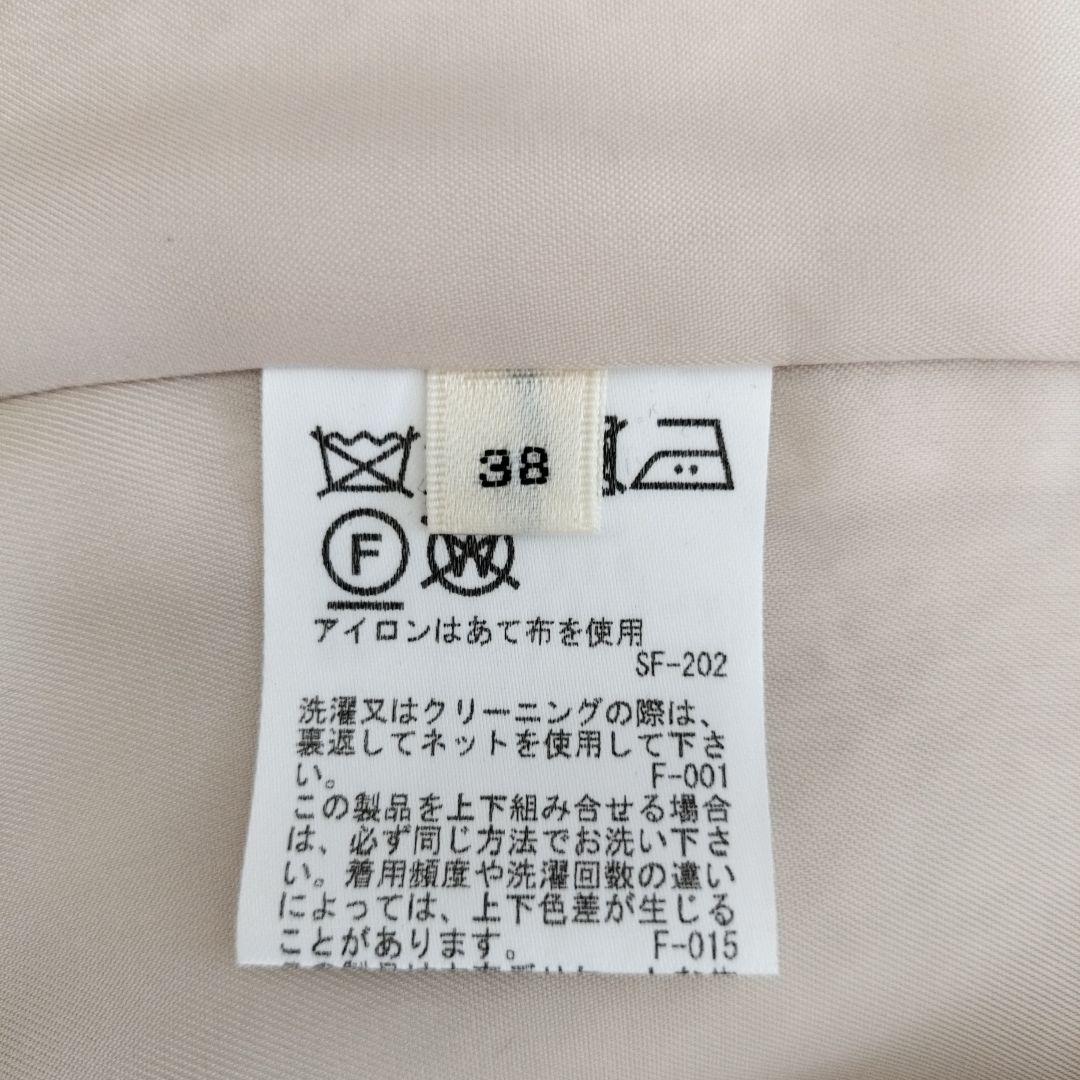 38
F
W
アイロンはあて布を使用
SF-202
洗濯又はクリーニングの際は、
裏返してネットを使用して下さ
い。 F-001
この製品を上下組み合せる場合
は、必ず同じ方法でお洗い下さ
い。着用頻度や洗濯回数の違い
によっては、上下色差が生じる
ことがあります。 F-015